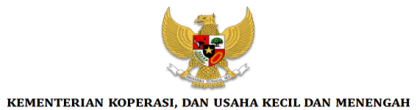 KEMENTERIAN KOPERASI, DAN USAHA KECIL DAN MENENGAH